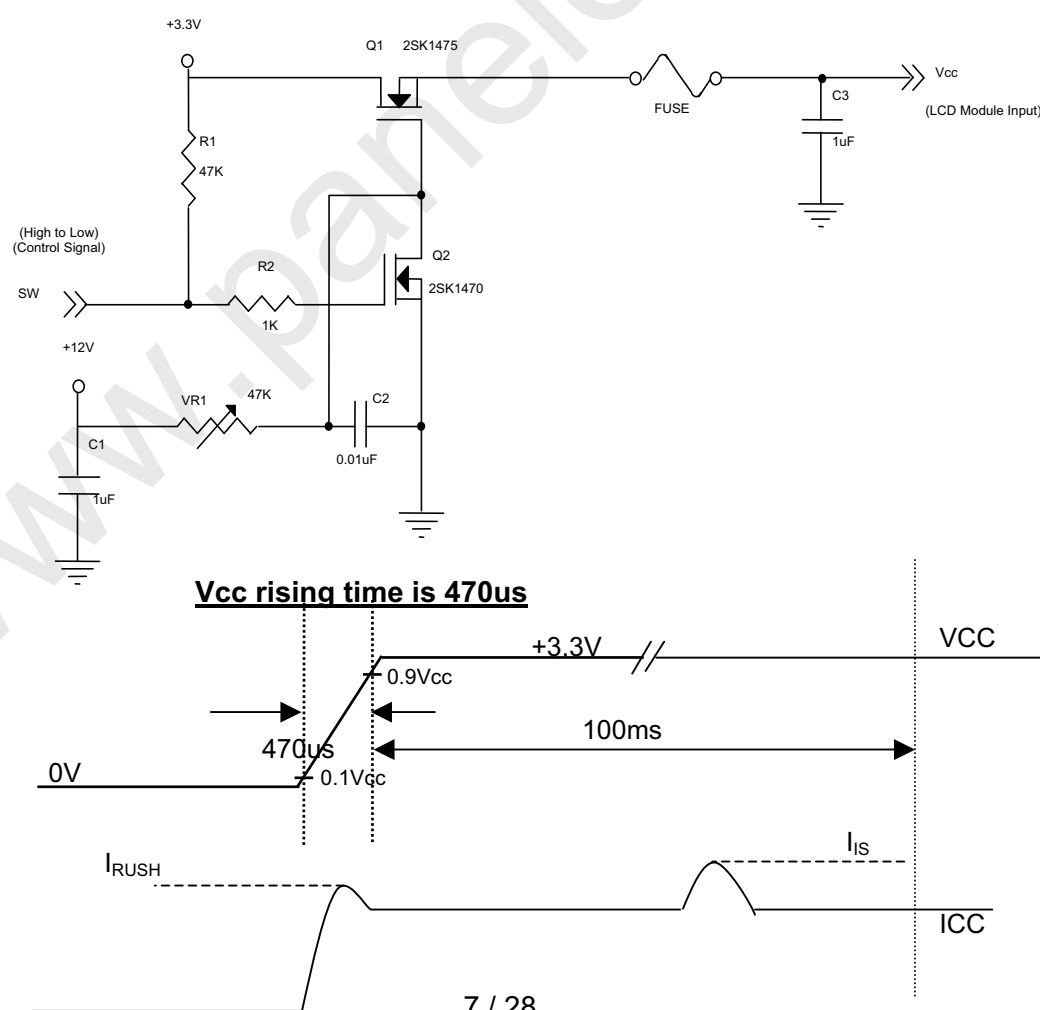 +3.3V
Q1 2SK1475
Vcc
FUSE
C3
(LCD Module Input)
R1
47K
1uF
(High to Low)
(Control Signal)
Q2
R2
2SK1470
SW
1K
+12V
VR1 47K
C2
C1
0.01uF
1uF
www.panel
Vcc rising time is 470us
+3.3V
VCC
0.9Vcc
100ms
470us
0V
0.1Vcc
IRUSH
IIS
ICC
7 / 28